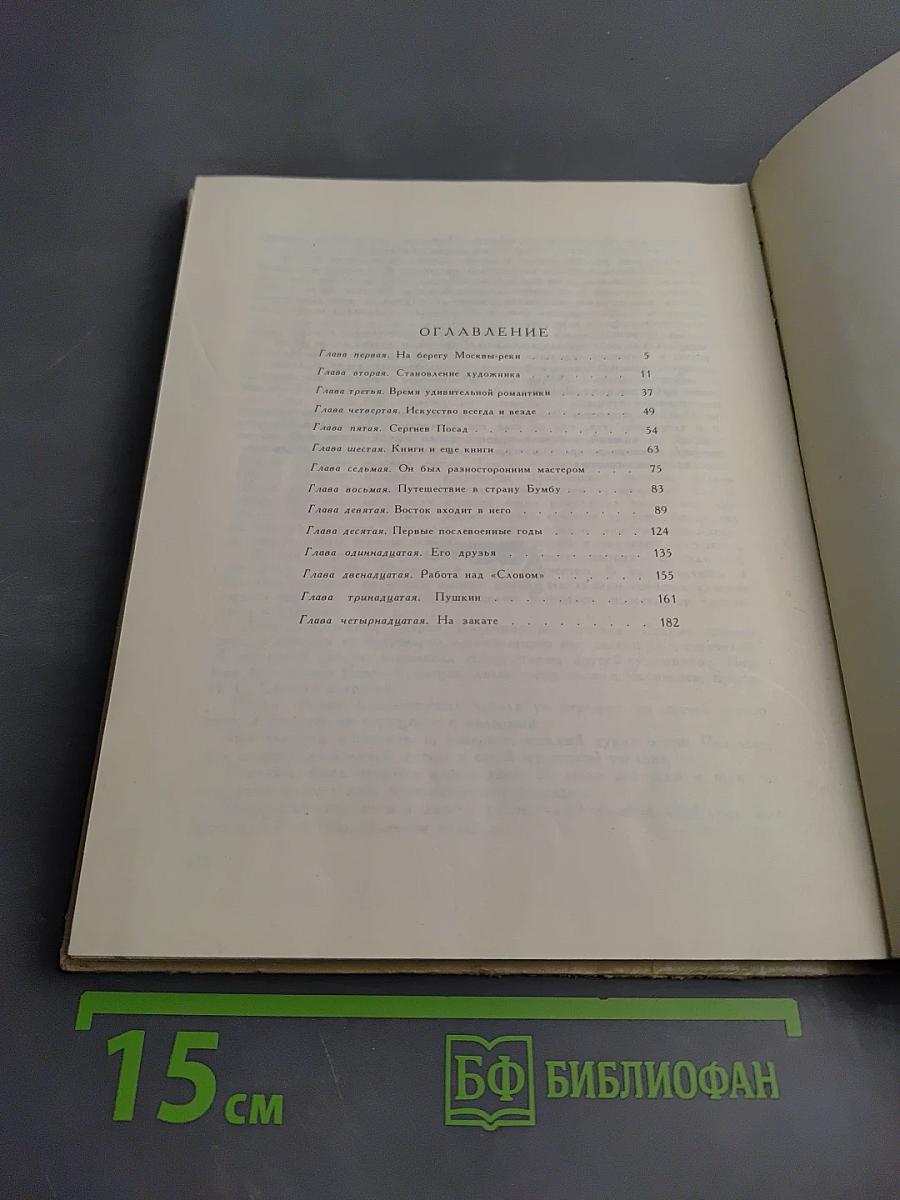 ОГЛАВЛЕНИЕ
Глава первая. На берегу Москвы-реки . . . . . . . 5
Глава вторая. Становление художника . . . . . . . 11
Глава третья. Время удивительной романтики . . . . . 37
Глава четвертая. Искусство всегда и везде . . . . . . 49
Глава пятая. Сергиев Посад . . . . . . . . . . 54
Глава шестая. Книги и еще книги . . . . . . . . 63
Глава седьмая. Он был разносторонним мастером . . . 75
Глава восьмая. Путешествие в страну Бумбу . . . . . 83
Глава девятая. Восток входит в него . . . . . . . . 89
Глава десятая. Первые послевоенные годы . . . . . . 124
Глава одиннадцатая. Его друзья . . . . . . . . . 135
Глава двенадцатая. Работа над «Словом» . . . . . . 155
Глава тринадцатая. Пушкин . . . . . . . . . . 161
Глава четырнадцатая. На закате . . . . . . . . . 182
15 см
БФ БИБЛИОФАН